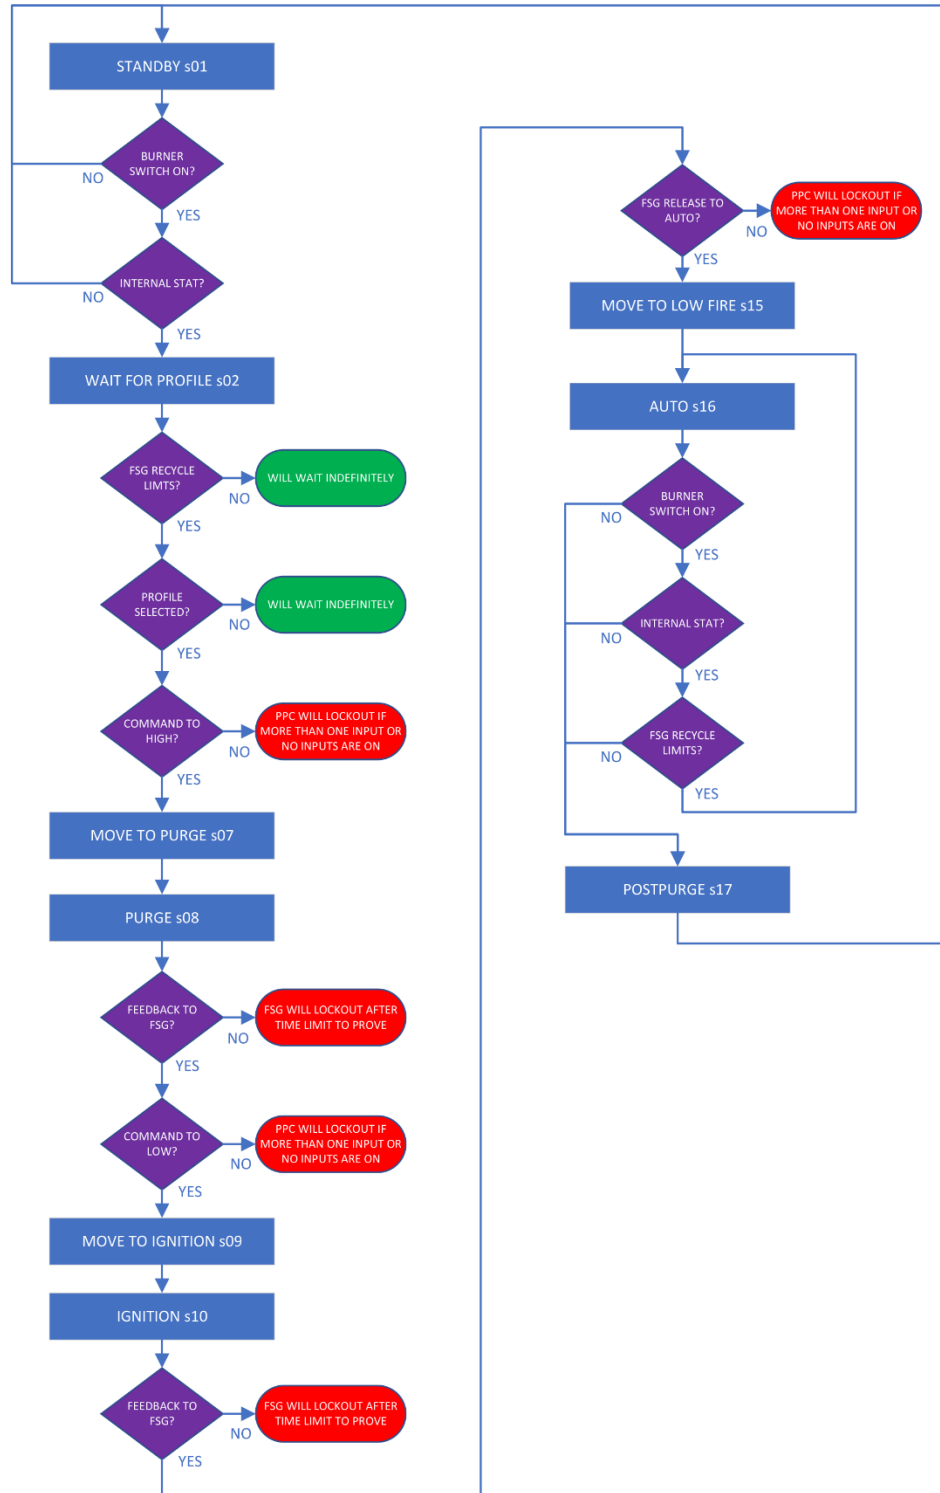 STANDBY s01
BURNER
SWITCH ON?
NO
YES
INTERNAL STAT?
NO
YES
WAIT FOR PROFILE s02
FSG RECYCLE
LIMTS?
NO
WILL WAIT INDEFINITELY
YES
PROFILE
SELECTED?
NO
WILL WAIT INDEFINITELY
YES
COMMAND TO
HIGH?
NO
PPC WILL LOCKOUT IF
MORE THAN ONE INPUT OR
NO INPUTS ARE ON
YES
MOVE TO PURGE s07
PURGE s08
FEEDBACK TO
FSG?
NO
FSG WILL LOCKOUT AFTER
TIME LIMIT TO PROVE
YES
COMMAND TO
LOW?
NO
PPC WILL LOCKOUT IF
MORE THAN ONE INPUT OR
NO INPUTS ARE ON
YES
MOVE TO IGNITION s09
IGNITION s10
FEEDBACK TO
FSG?
NO
FSG WILL LOCKOUT AFTER
TIME LIMIT TO PROVE
YES
FSG RELEASE TO
AUTO?
NO
PPC WILL LOCKOUT IF
MORE THAN ONE INPUT OR
NO INPUTS ARE ON
YES
MOVE TO LOW FIRE s15
AUTO s16
BURNER
SWITCH ON?
NO
YES
INTERNAL STAT?
NO
YES
FSG RECYCLE
LIMITS?
NO
YES
POSTPURGE s17